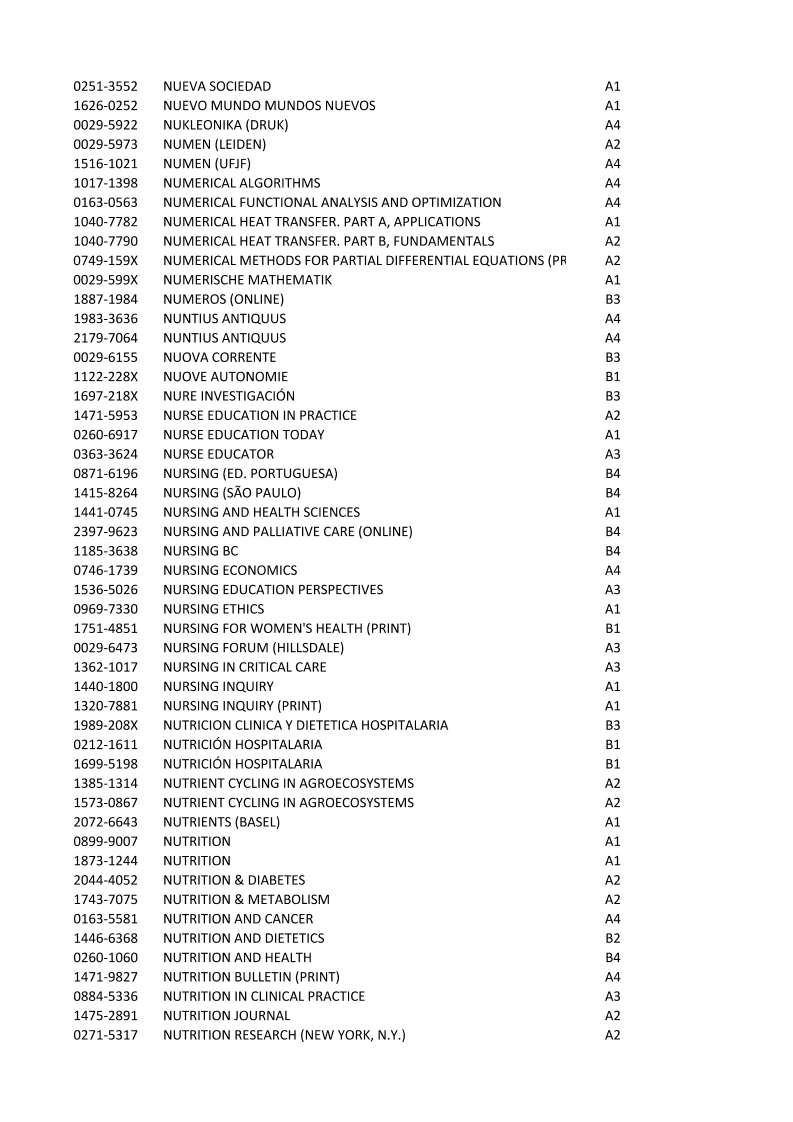 0251-3552 NUEVA SOCIEDAD A1
1626-0252 NUEVO MUNDO MUNDOS NUEVOS A1
0029-5922 NUKLEONIKA (DRUK) A4
0029-5973 NUMEN (LEIDEN) A2
1516-1021 NUMEN (UFJF) A4
1017-1398 NUMERICAL ALGORITHMS A4
0163-0563 NUMERICAL FUNCTIONAL ANALYSIS AND OPTIMIZATION A4
1040-7782 NUMERICAL HEAT TRANSFER. PART A, APPLICATIONS A1
1040-7790 NUMERICAL HEAT TRANSFER. PART B, FUNDAMENTALS A2
0749-159X NUMERICAL METHODS FOR PARTIAL DIFFERENTIAL EQUATIONS (PR A2
0029-599X NUMERISCHE MATHEMATIK A1
1887-1984 NUMEROS (ONLINE) B3
1983-3636 NUNTIUS ANTIQUUS A4
2179-7064 NUNTIUS ANTIQUUS A4
0029-6155 NUOVA CORRENTE B3
1122-228X NUOVE AUTONOMIE B1
1697-218X NURE INVESTIGACIÓN B3
1471-5953 NURSE EDUCATION IN PRACTICE A2
0260-6917 NURSE EDUCATION TODAY A1
0363-3624 NURSE EDUCATOR A3
0871-6196 NURSING (ED. PORTUGUESA) B4
1415-8264 NURSING (SÃO PAULO) B4
1441-0745 NURSING AND HEALTH SCIENCES A1
2397-9623 NURSING AND PALLIATIVE CARE (ONLINE) B4
1185-3638 NURSING BC B4
0746-1739 NURSING ECONOMICS A4
1536-5026 NURSING EDUCATION PERSPECTIVES A3
0969-7330 NURSING ETHICS A1
1751-4851 NURSING FOR WOMEN'S HEALTH (PRINT) B1
0029-6473 NURSING FORUM (HILLSDALE) A3
1362-1017 NURSING IN CRITICAL CARE A3
1440-1800 NURSING INQUIRY A1
1320-7881 NURSING INQUIRY (PRINT) A1
1989-208X NUTRICION CLINICA Y DIETETICA HOSPITALARIA B3
0212-1611 NUTRICIÓN HOSPITALARIA B1
1699-5198 NUTRICIÓN HOSPITALARIA B1
1385-1314 NUTRIENT CYCLING IN AGROECOSYSTEMS A2
1573-0867 NUTRIENT CYCLING IN AGROECOSYSTEMS A2
2072-6643 NUTRIENTS (BASEL) A1
0899-9007 NUTRITION A1
1873-1244 NUTRITION A1
2044-4052 NUTRITION & DIABETES A2
1743-7075 NUTRITION & METABOLISM A2
0163-5581 NUTRITION AND CANCER A4
1446-6368 NUTRITION AND DIETETICS B2
0260-1060 NUTRITION AND HEALTH B4
1471-9827 NUTRITION BULLETIN (PRINT) A4
0884-5336 NUTRITION IN CLINICAL PRACTICE A3
1475-2891 NUTRITION JOURNAL A2
0271-5317 NUTRITION RESEARCH (NEW YORK, N.Y.) A2